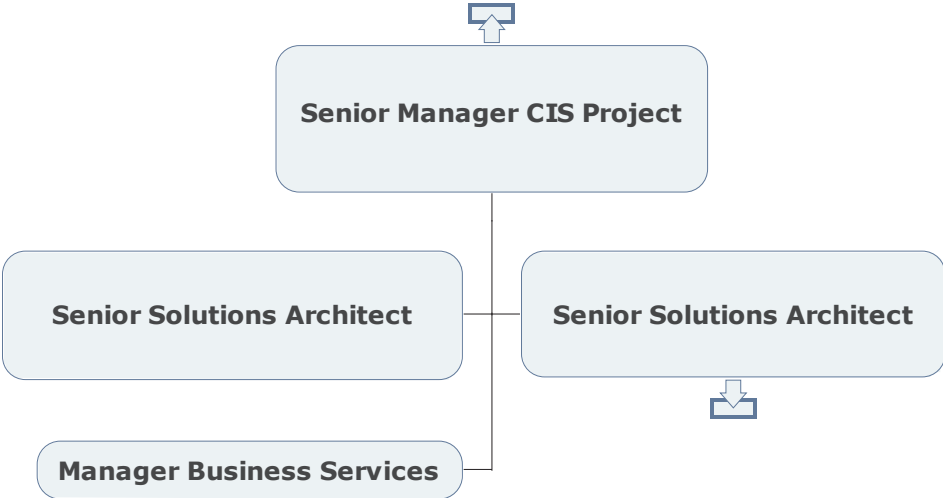 Senior Manager CIS Project
Senior Solutions Architect
Senior Solutions Architect
Manager Business Services